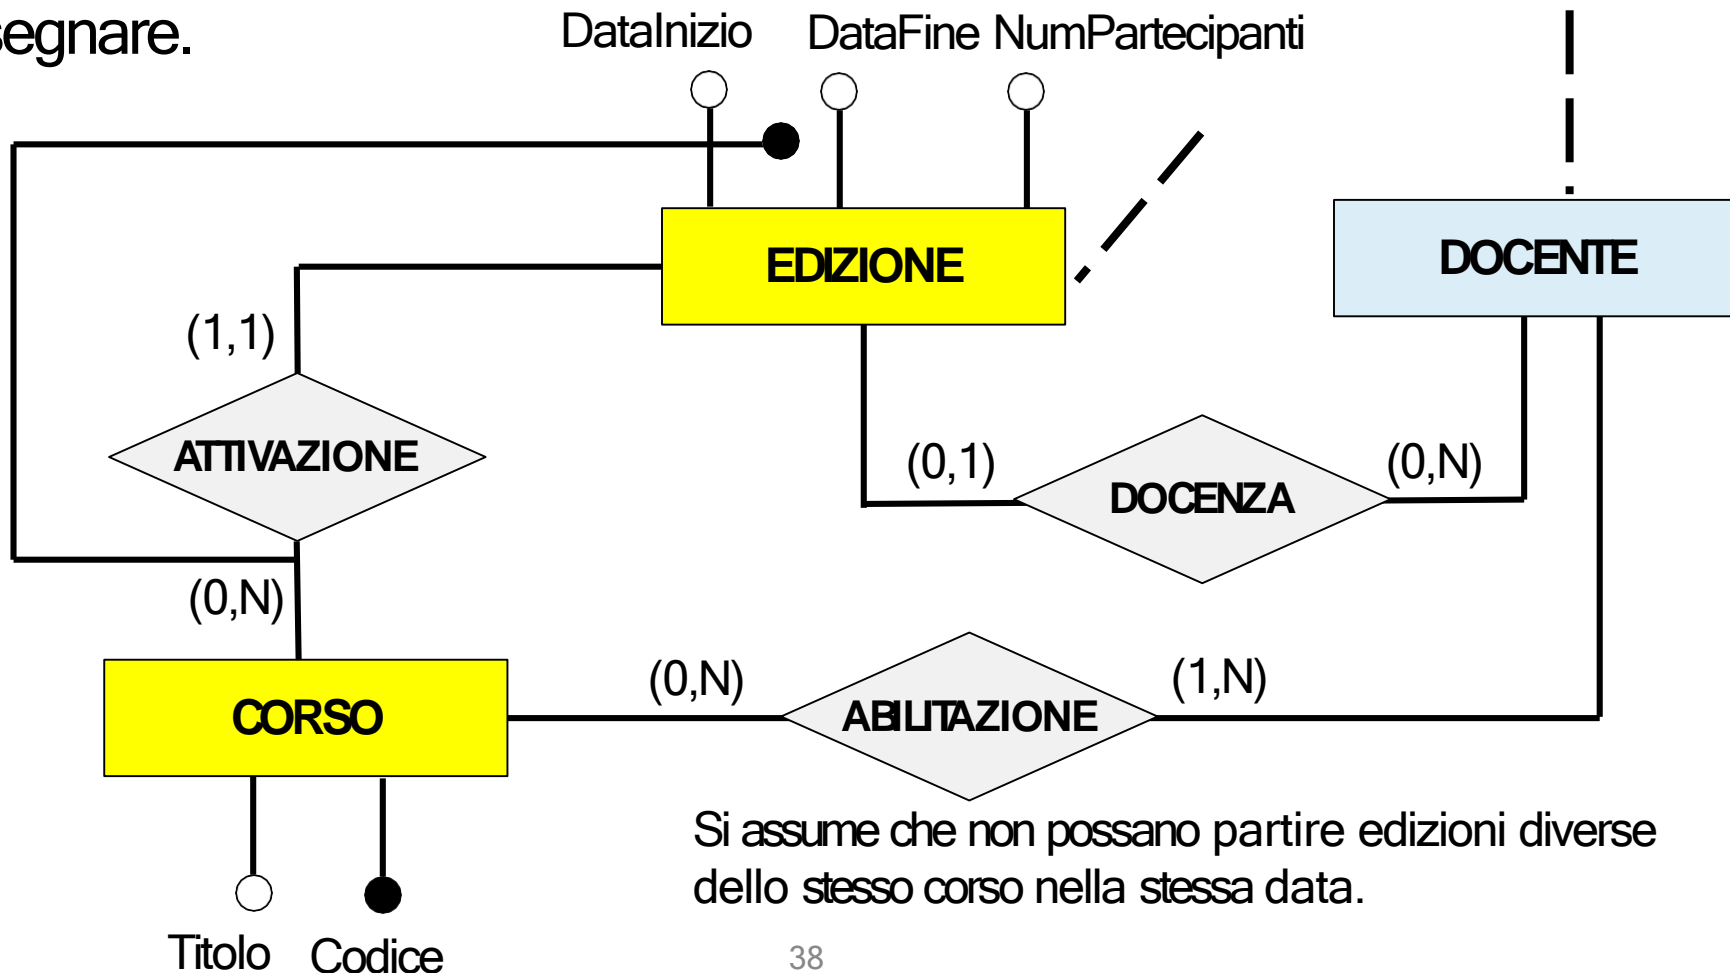 segnare.
DataInizio DataFine NumPartecipanti
EDIZIONE
DOCENTE
(1,1)
ATTIVAZIONE
(0,1)
(0,N)
DOCENZA
(0,N)
(0,N)
(1,N)
CORSO
ABILITAZIONE
Si assume che non possano partire edizioni diverse
dello stesso corso nella stessa data.
Titolo Codice
38